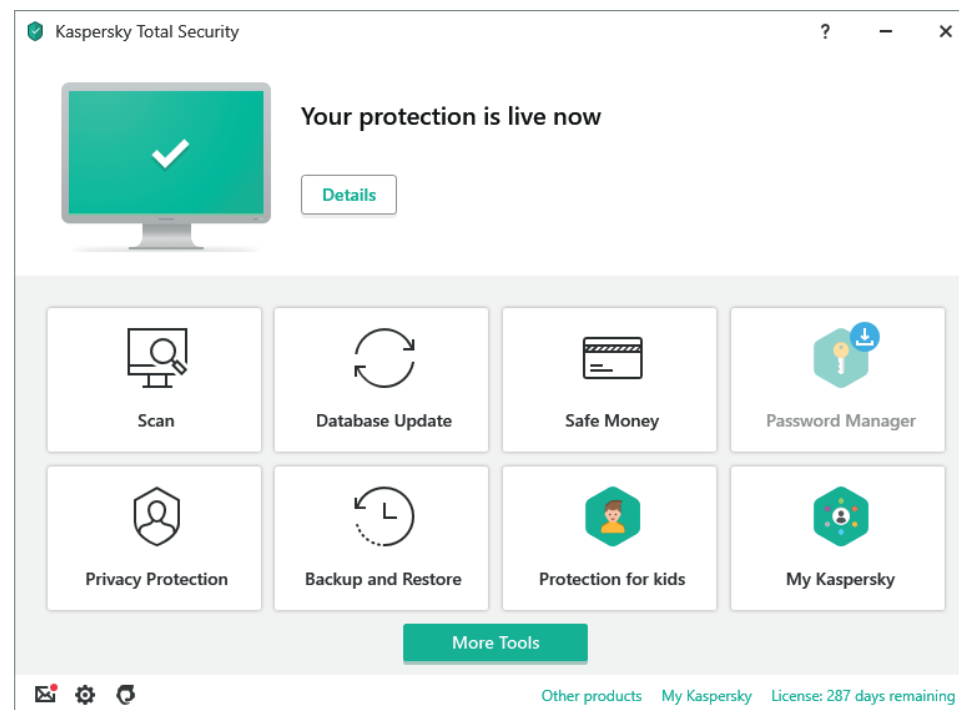 Kaspersky Total Security
?
Your protection is live now
Details
Scan
Database Update
Safe Money
Password Manager
Privacy Protection
Backup and Restore
Protection for kids
My Kaspersky
More Tools
Other products My Kaspersky License: 287 days remaining